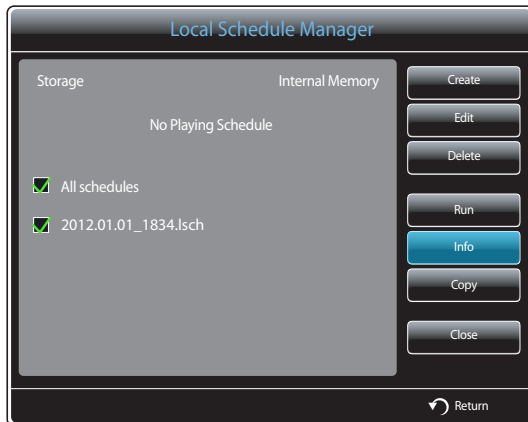 Local Schedule Manager
Storage Internal Memory
No Playing Schedule
All schedules
2012.01.01_1834.lsch
Create
Edit
Delete
Run
Info
Copy
Close
Return